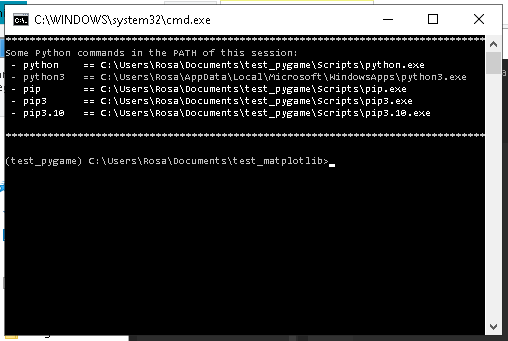 C:\WINDOWS\system32\cmd.exe
Some Python commands in the PATH of this session:
- python == C:\Users\Rosa\Documents\test_pygame\Scripts\python.exe
- python3 == C:\Users\Rosa\AppData\Local\Microsoft\WindowsApps\python3.exe
- pip == C:\Users\Rosa\Documents\test_pygame\Scripts\pip.exe
- pip3 == C:\Users\Rosa\Documents\test_pygame\Scripts\pip3.exe
- pip3.10 == C:\Users\Rosa\Documents\test_pygame\Scripts\pip3.10.exe
(test_pygame) C:\Users\Rosa\Documents\test_matplotlib>